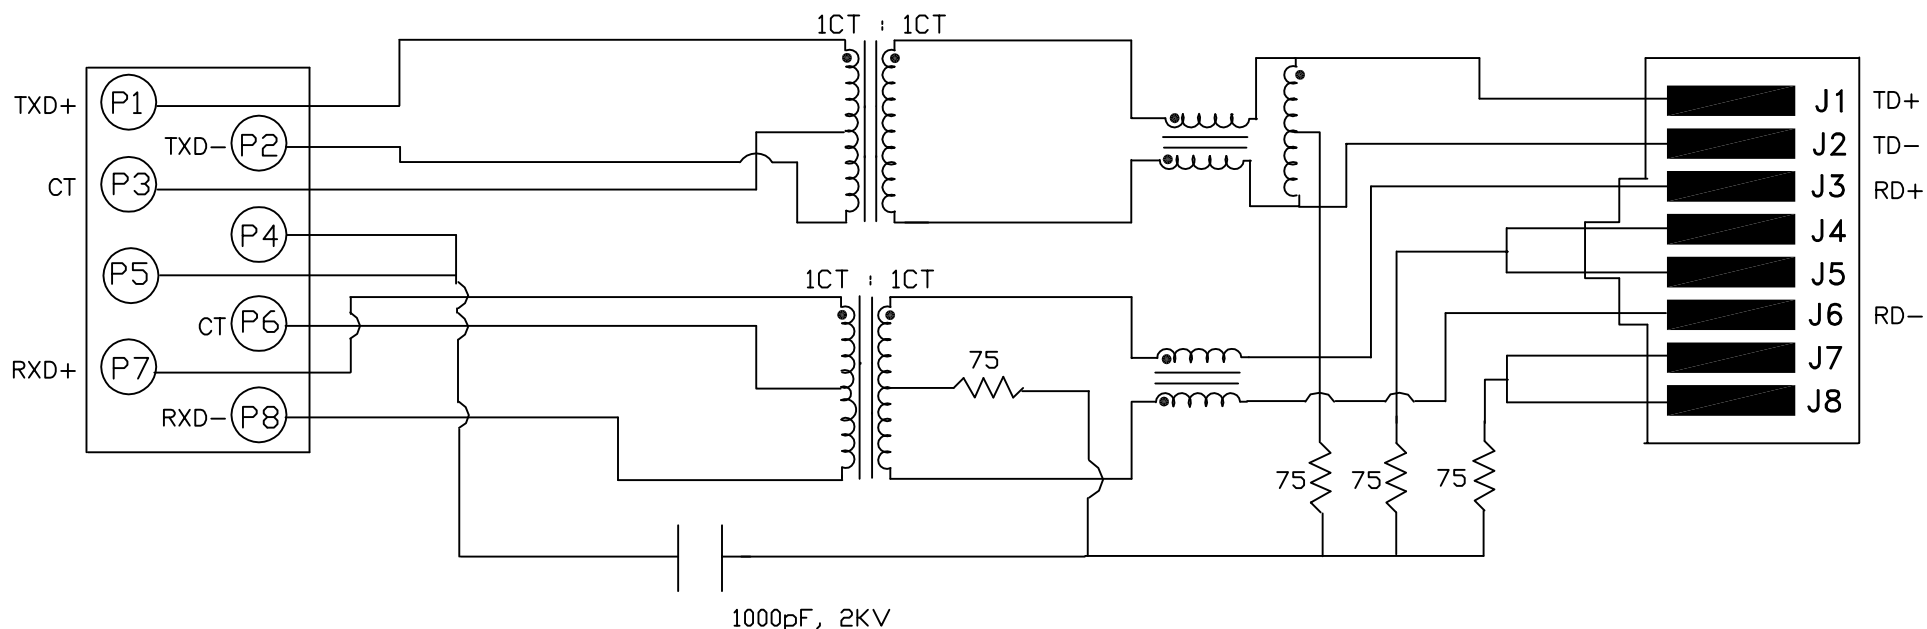 1CT : 1CT
TXD+ P1
TXD- P2
CT P3
P4
P5
CT P6
RXD+ P7
RXD- P8
1CT : 1CT
75
75
75
75
1000pF, 2KV
J1 TD+
J2 TD-
J3 RD+
J4
J5
J6 RD-
J7
J8